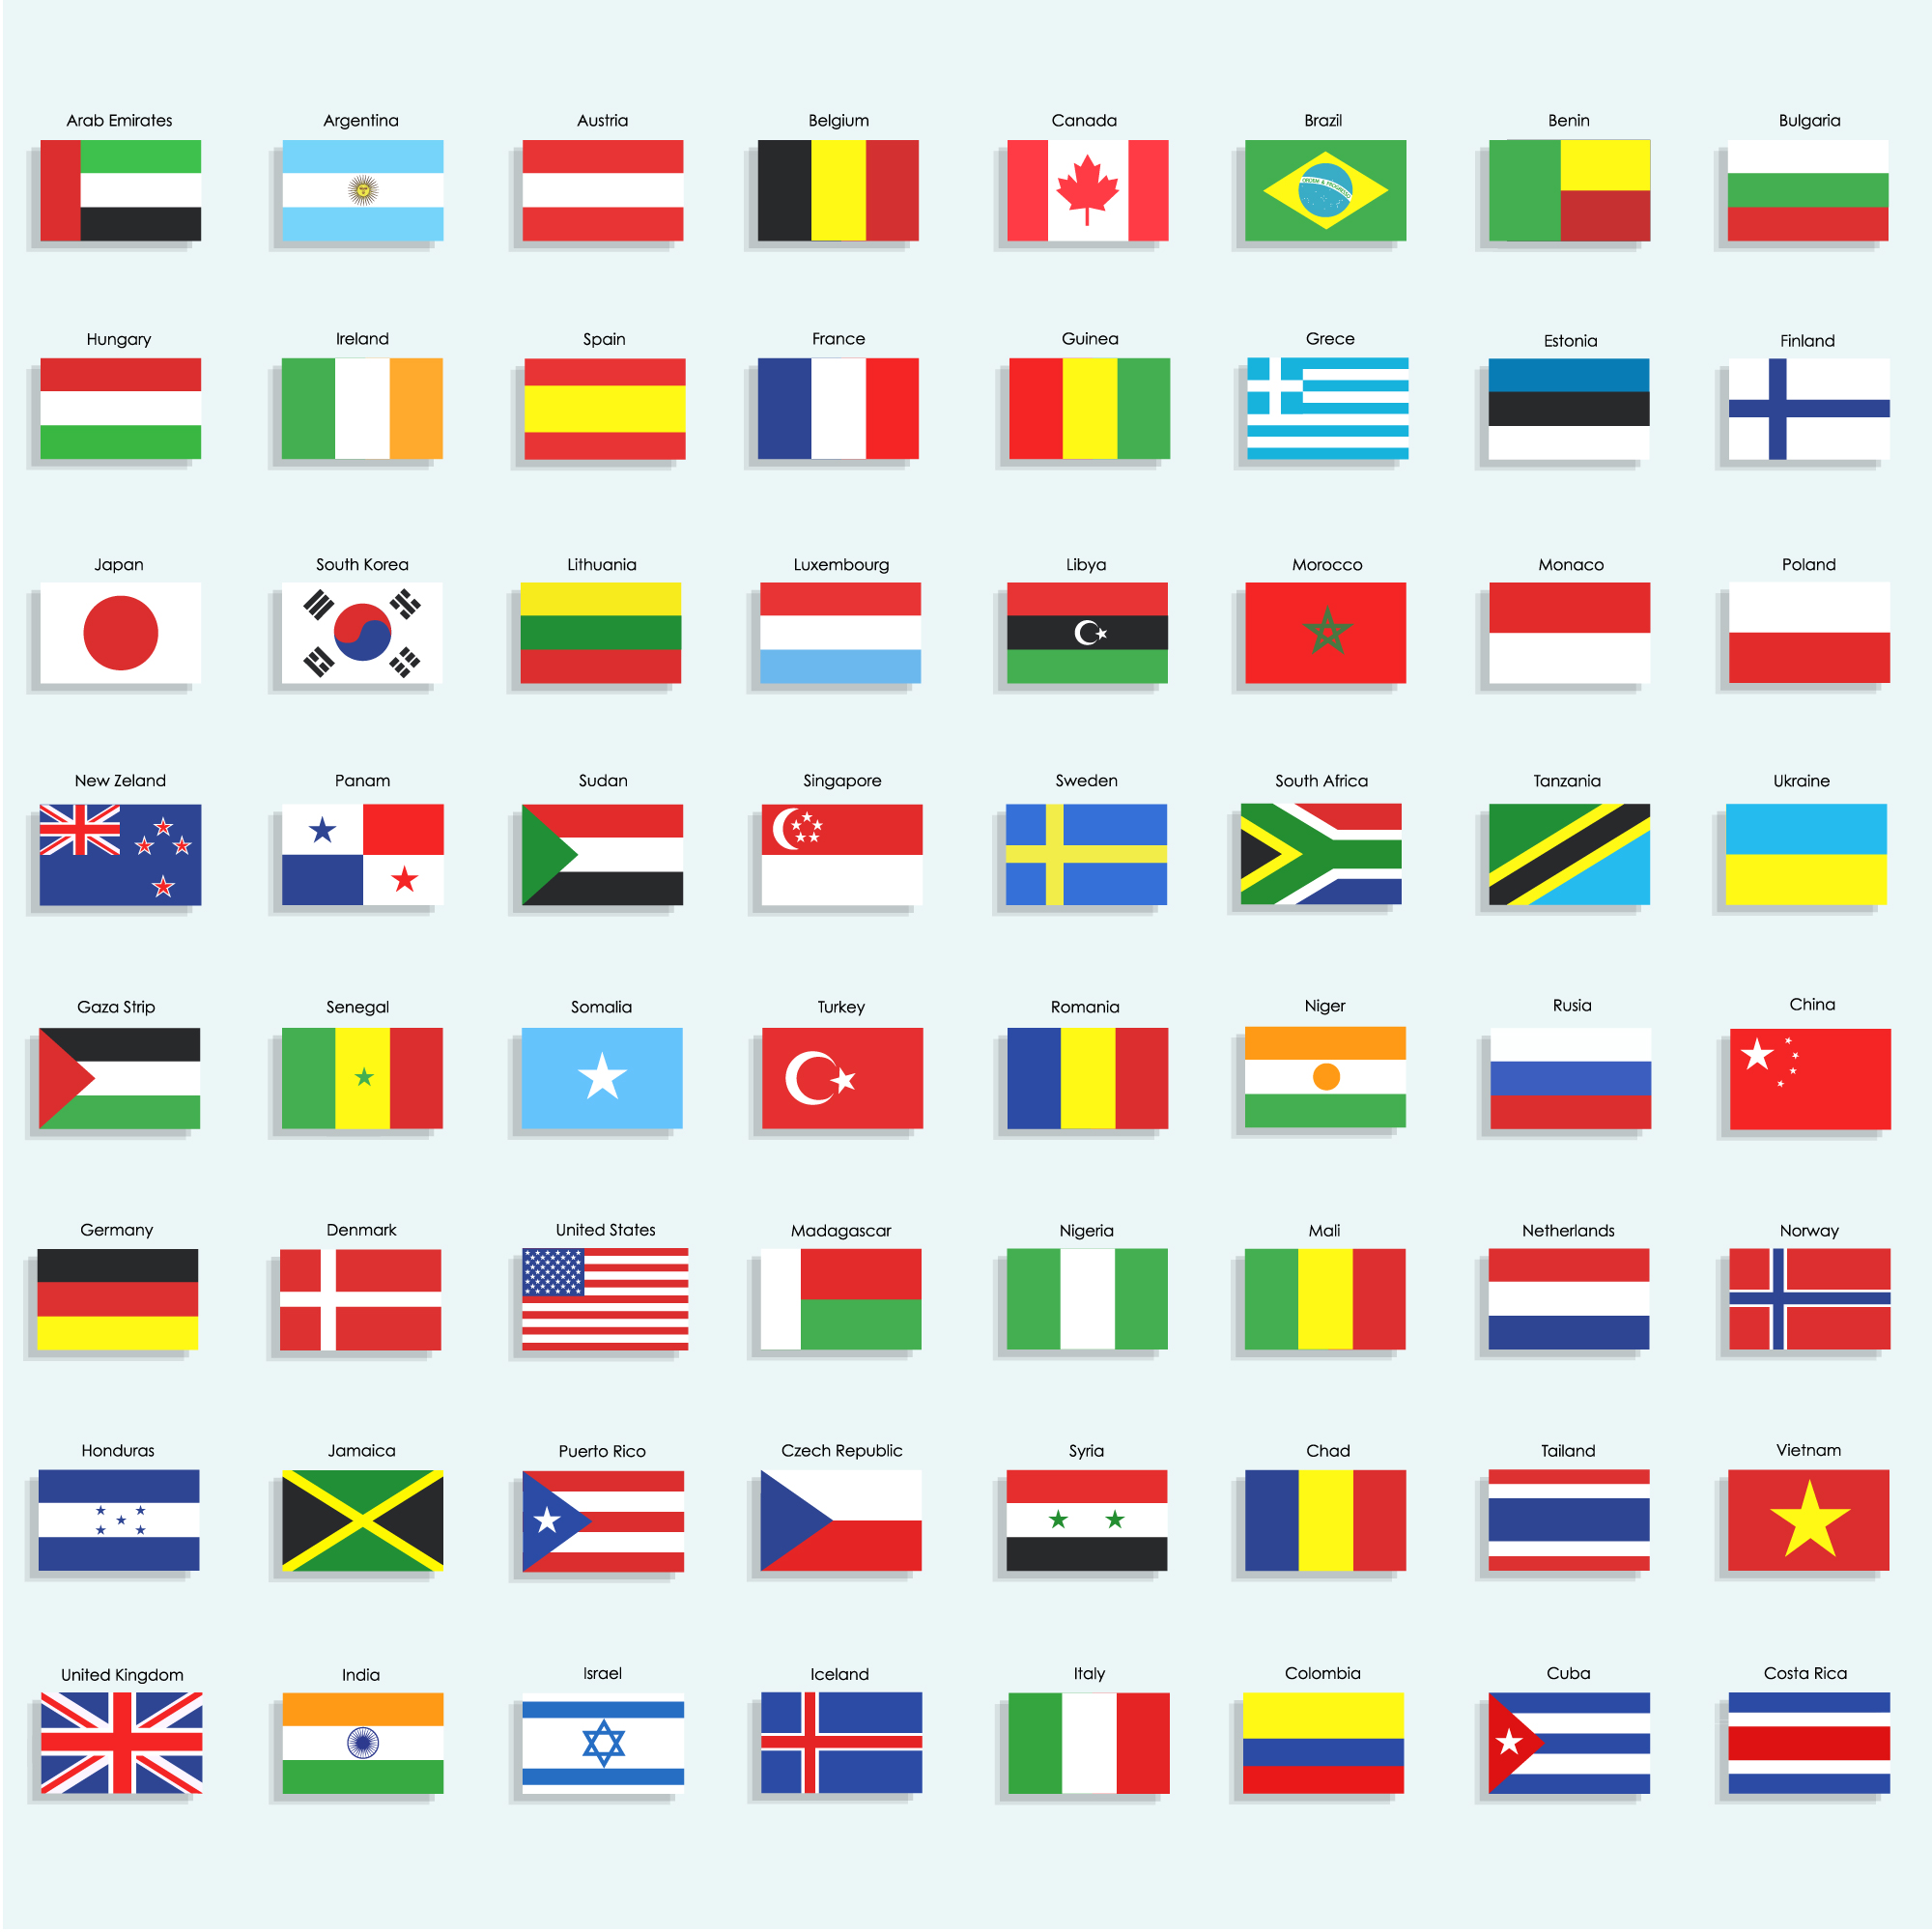 Arab Emirates
Argentina
Austria
Belgium
Canada
Brazil
Benin
Bulgaria
Hungary
Ireland
Spain
France
Guinea
Grece
Estonia
Finland
Japan
South Korea
Lithuania
Luxembourg
Libya
Morocco
Monaco
Poland
New Zeland
Panam
Sudan
Singapore
Sweden
South Africa
Tanzania
Ukraine
Gaza Strip
Senegal
Somalia
Turkey
Romania
Niger
Rusia
China
Germany
Denmark
United States
Madagascar
Nigeria
Mali
Netherlands
Norway
Honduras
Jamaica
Puerto Rico
Czech Republic
Syria
Chad
Tailand
Vietnam
United Kingdom
India
Israel
Iceland
Italy
Colombia
Cuba
Costa Rica